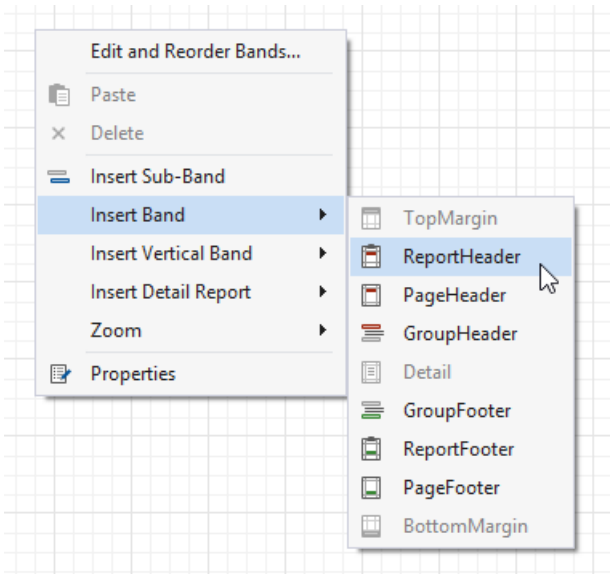 Edit and Reorder Bands...
Paste
Delete
Insert Sub-Band
Insert Band
Insert Vertical Band
Insert Detail Report
Zoom
Properties
TopMargin
ReportHeader
PageHeader
GroupHeader
Detail
GroupFooter
ReportFooter
PageFooter
BottomMargin